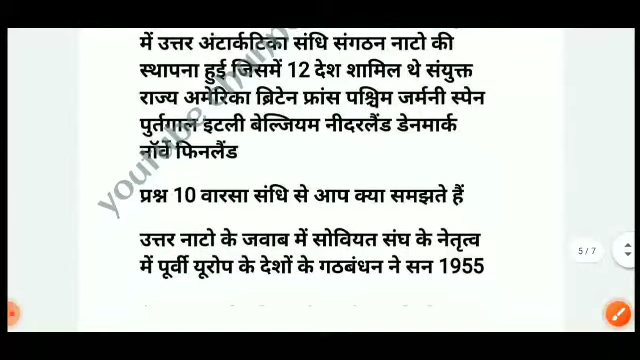 में उत्तर अंटार्कटिका संधि संगठन नाटो की
स्थापना हुई जिसमें 12 देश शामिल थे संयुक्त
राज्य अमेरिका ब्रिटेन फ्रांस पश्चिम जर्मनी स्पेन
पुर्तगाल इटली बेल्जियम नीदरलैंड डेनमार्क
नॉर्वे फिनलैंड
प्रश्न 10 वारसा संधि से आप क्या समझते हैं
उत्तर नाटो के जवाब में सोवियत संघ के नेतृत्व
में पूर्वी यूरोप के देशों के गठबंधन ने सन 1955
5 / 7
youtube